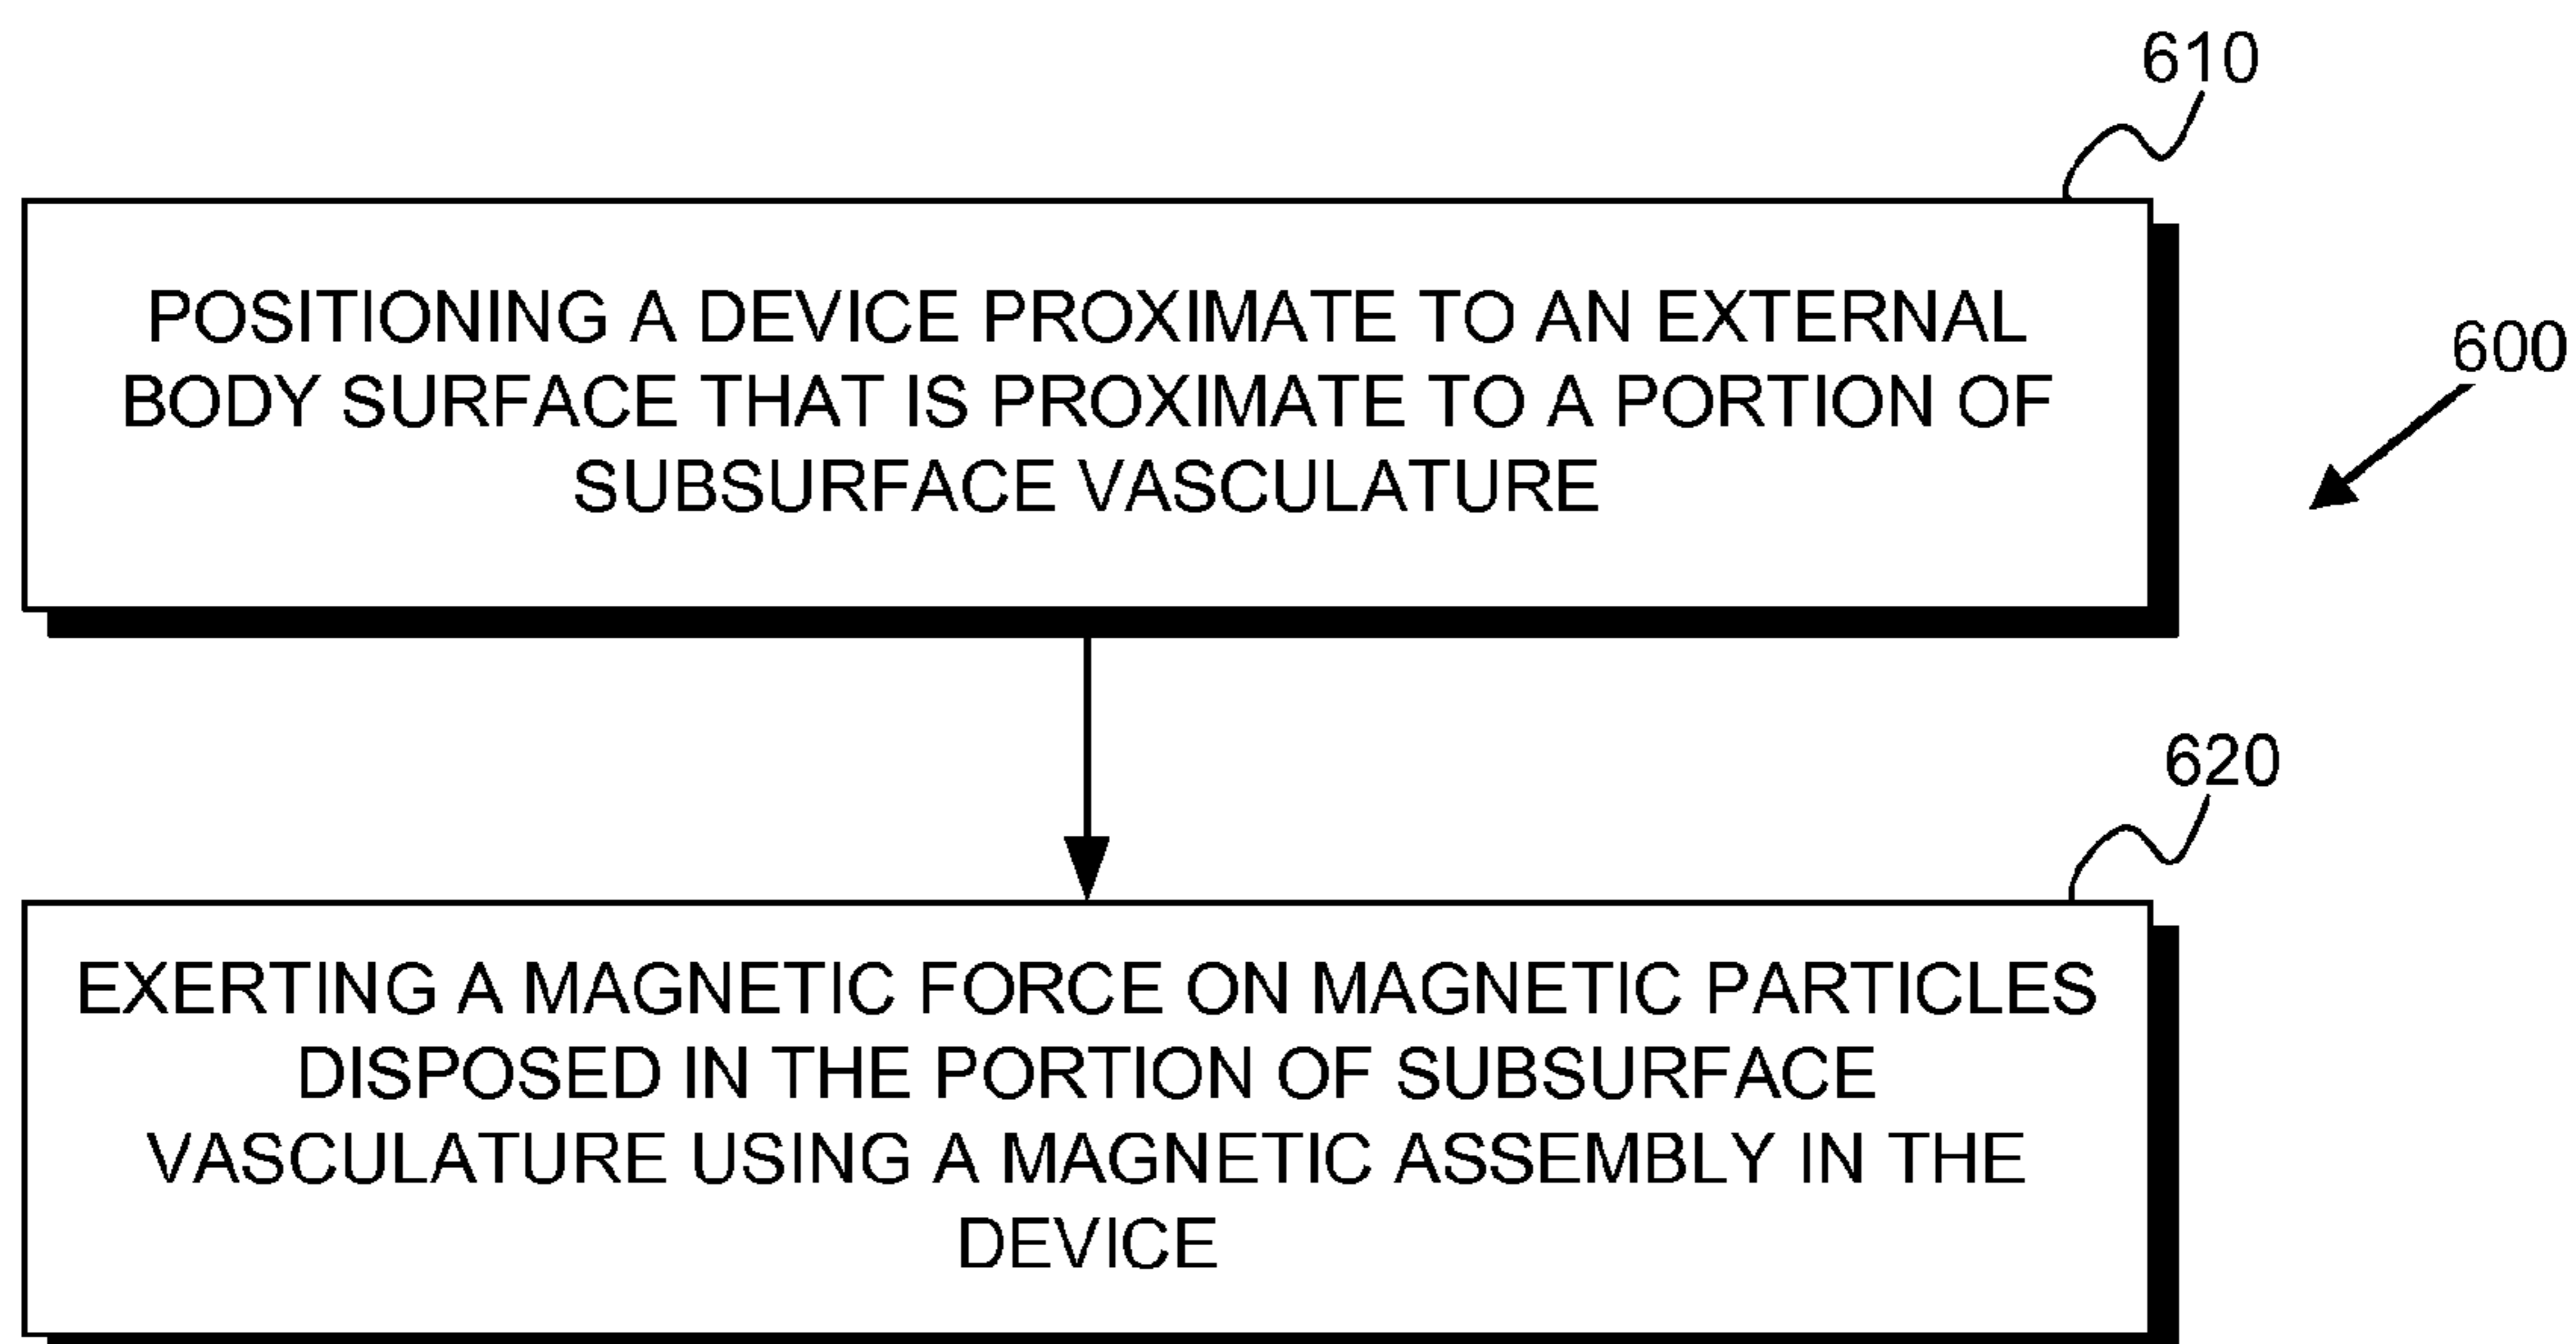 610
POSITIONING A DEVICE PROXIMATE TO AN EXTERNAL
BODY SURFACE THAT IS PROXIMATE TO A PORTION OF
SUBSURFACE VASCULATURE
600
620
EXERTING A MAGNETIC FORCE ON MAGNETIC PARTICLES
DISPOSED IN THE PORTION OF SUBSURFACE
VASCULATURE USING A MAGNETIC ASSEMBLY IN THE
DEVICE